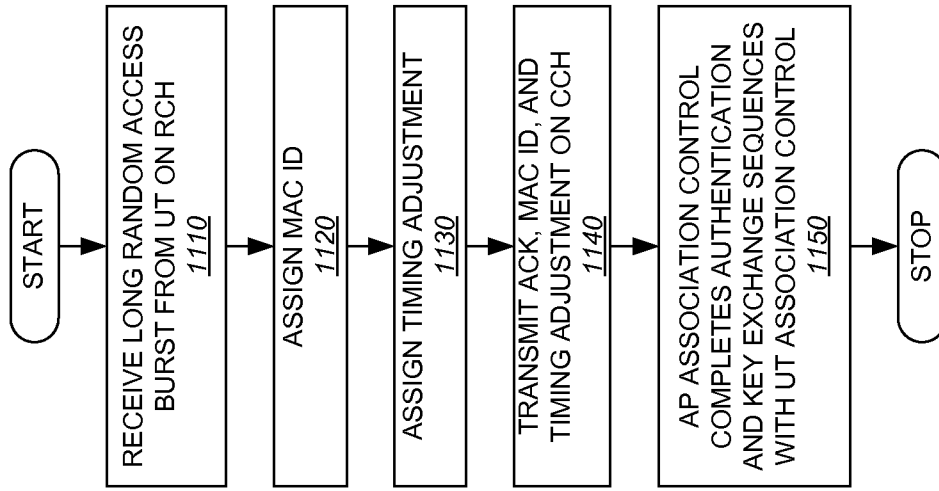 START
RECEIVE LONG RANDOM ACCESS
BURST FROM UT ON RCH
1110
ASSIGN MAC ID
1120
ASSIGN TIMING ADJUSTMENT
1130
TRANSMIT ACK, MAC ID, AND
TIMING ADJUSTMENT ON CCH
1140
AP ASSOCIATION CONTROL
COMPLETES AUTHENTICATION
AND KEY EXCHANGE SEQUENCES
WITH UT ASSOCIATION CONTROL
1150
STOP